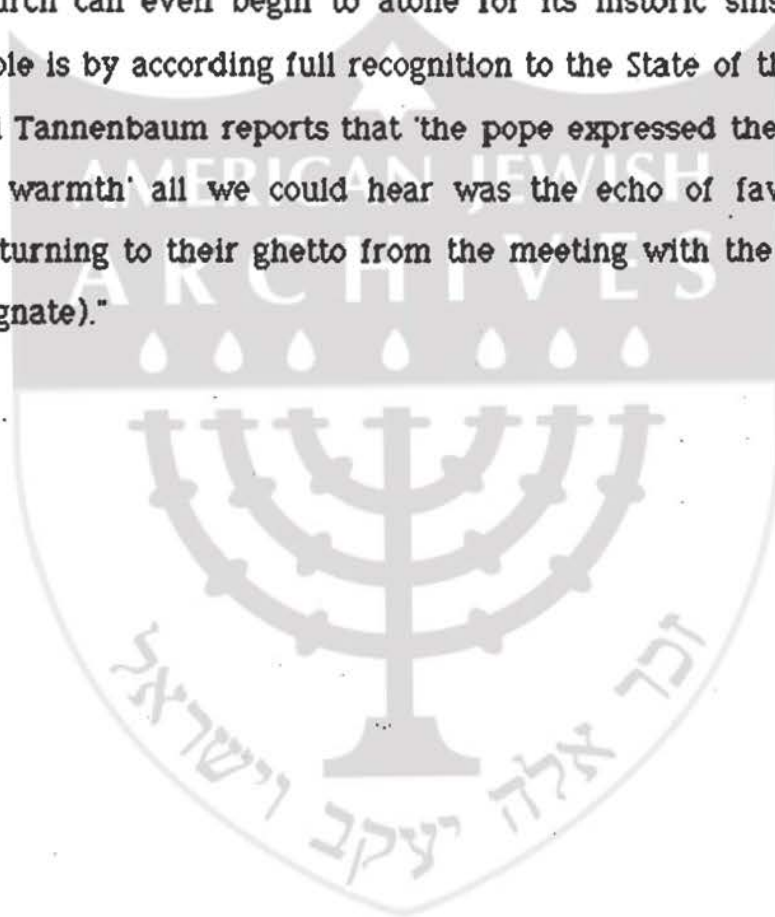 can even begin to atone for its historic sins
is by according full recognition to the State of
Tannenbaum reports that 'the pope expressed the
warmth' all we could hear was the echo of
turning to their ghetto from the meeting with the
AMERICAN JEWISH
ARCHIVES
זכר אלה יעקב וישראל